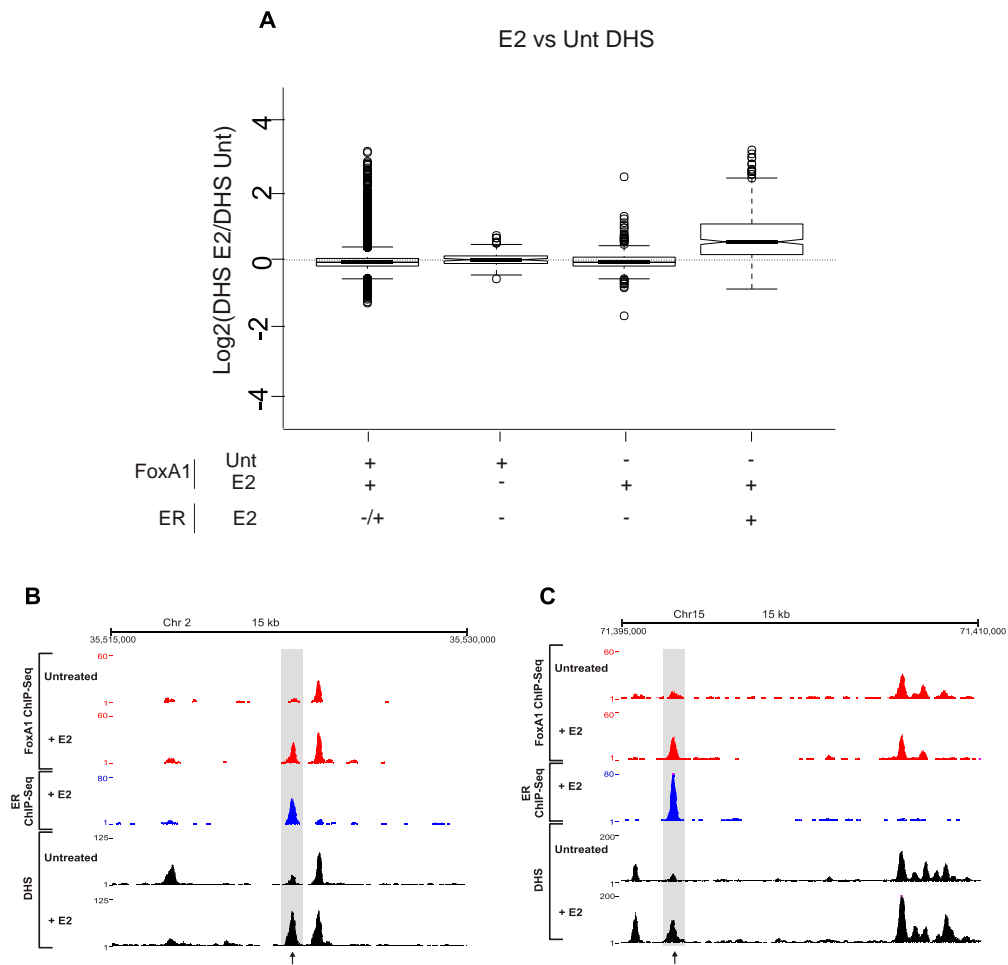 A
E2 vs Unt DHS
Log2(DHS E2/DHS Unt)
4
2
0
-2
-4
FoxA1 Unt + + - -
E2 + - + +
ER E2 -/+ - - +
B
Chr 2 15 kb
35,515,000 35,530,000
FoxA1 ChIP-Seq
Untreated
60
1
+ E2
60
1
ER ChIP-Seq
+ E2
80
1
DHS
Untreated
125
1
+ E2
125
1
C
Chr15 15 kb
71,395,000 71,410,000
FoxA1 ChIP-Seq
Untreated
60
1
+ E2
60
1
ER ChIP-Seq
+ E2
80
1
DHS
Untreated
200
1
+ E2
200
1